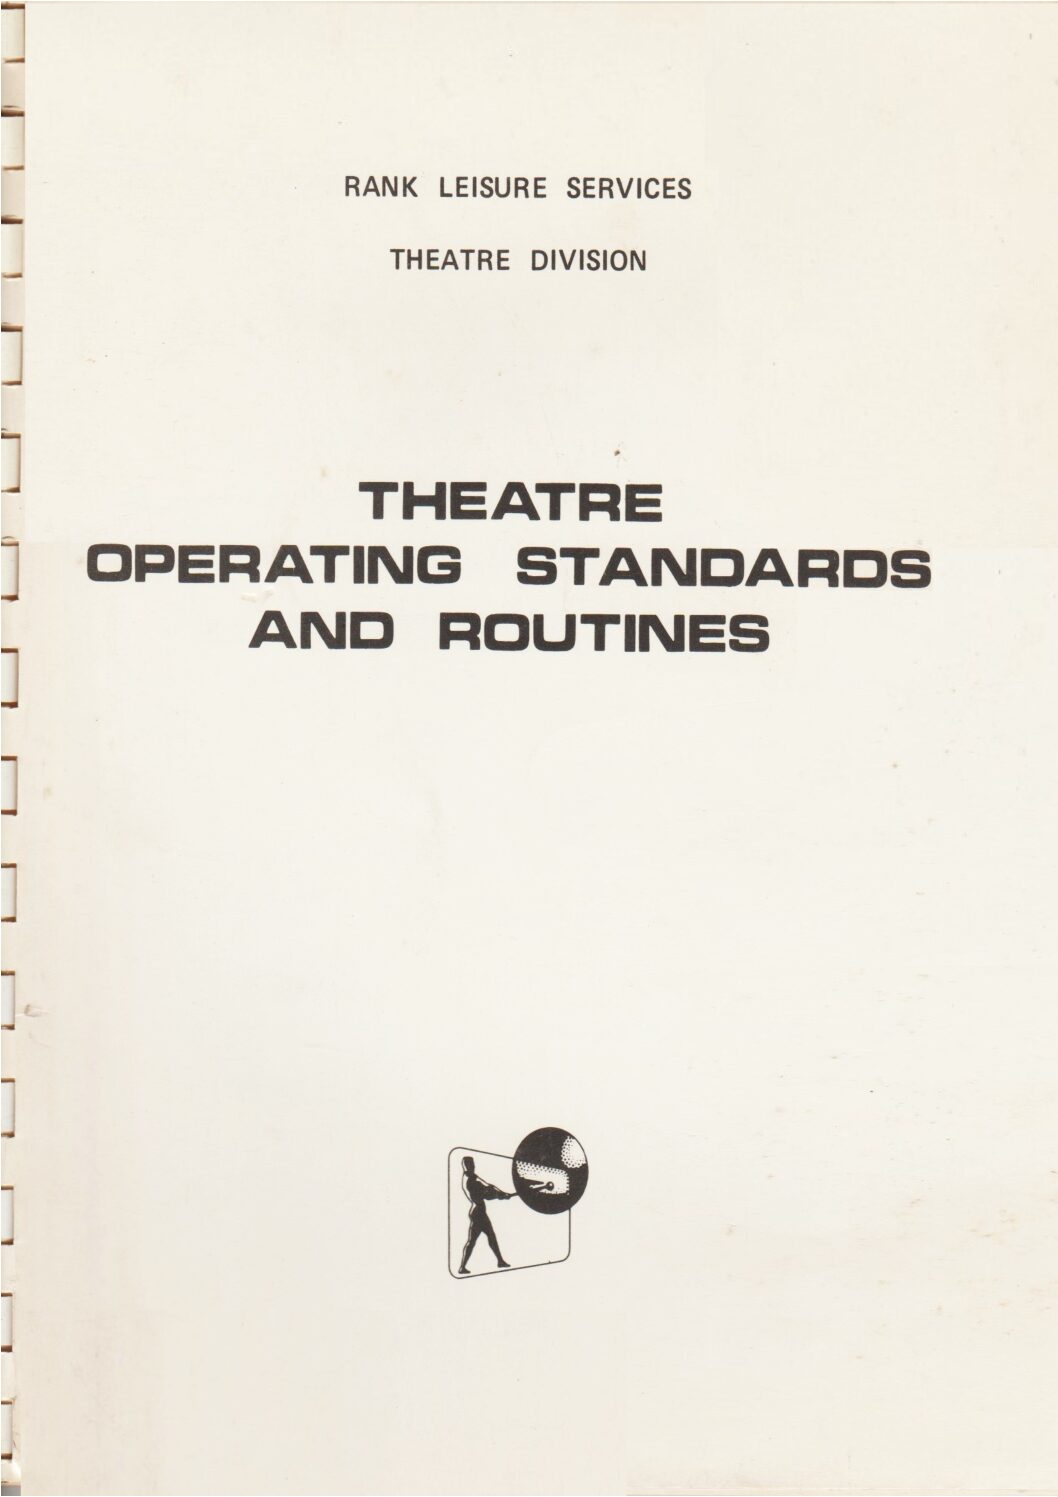 RANK LEISURE SERVICES
THEATRE DIVISION
THEATRE
OPERATING STANDARDS
AND ROUTINES